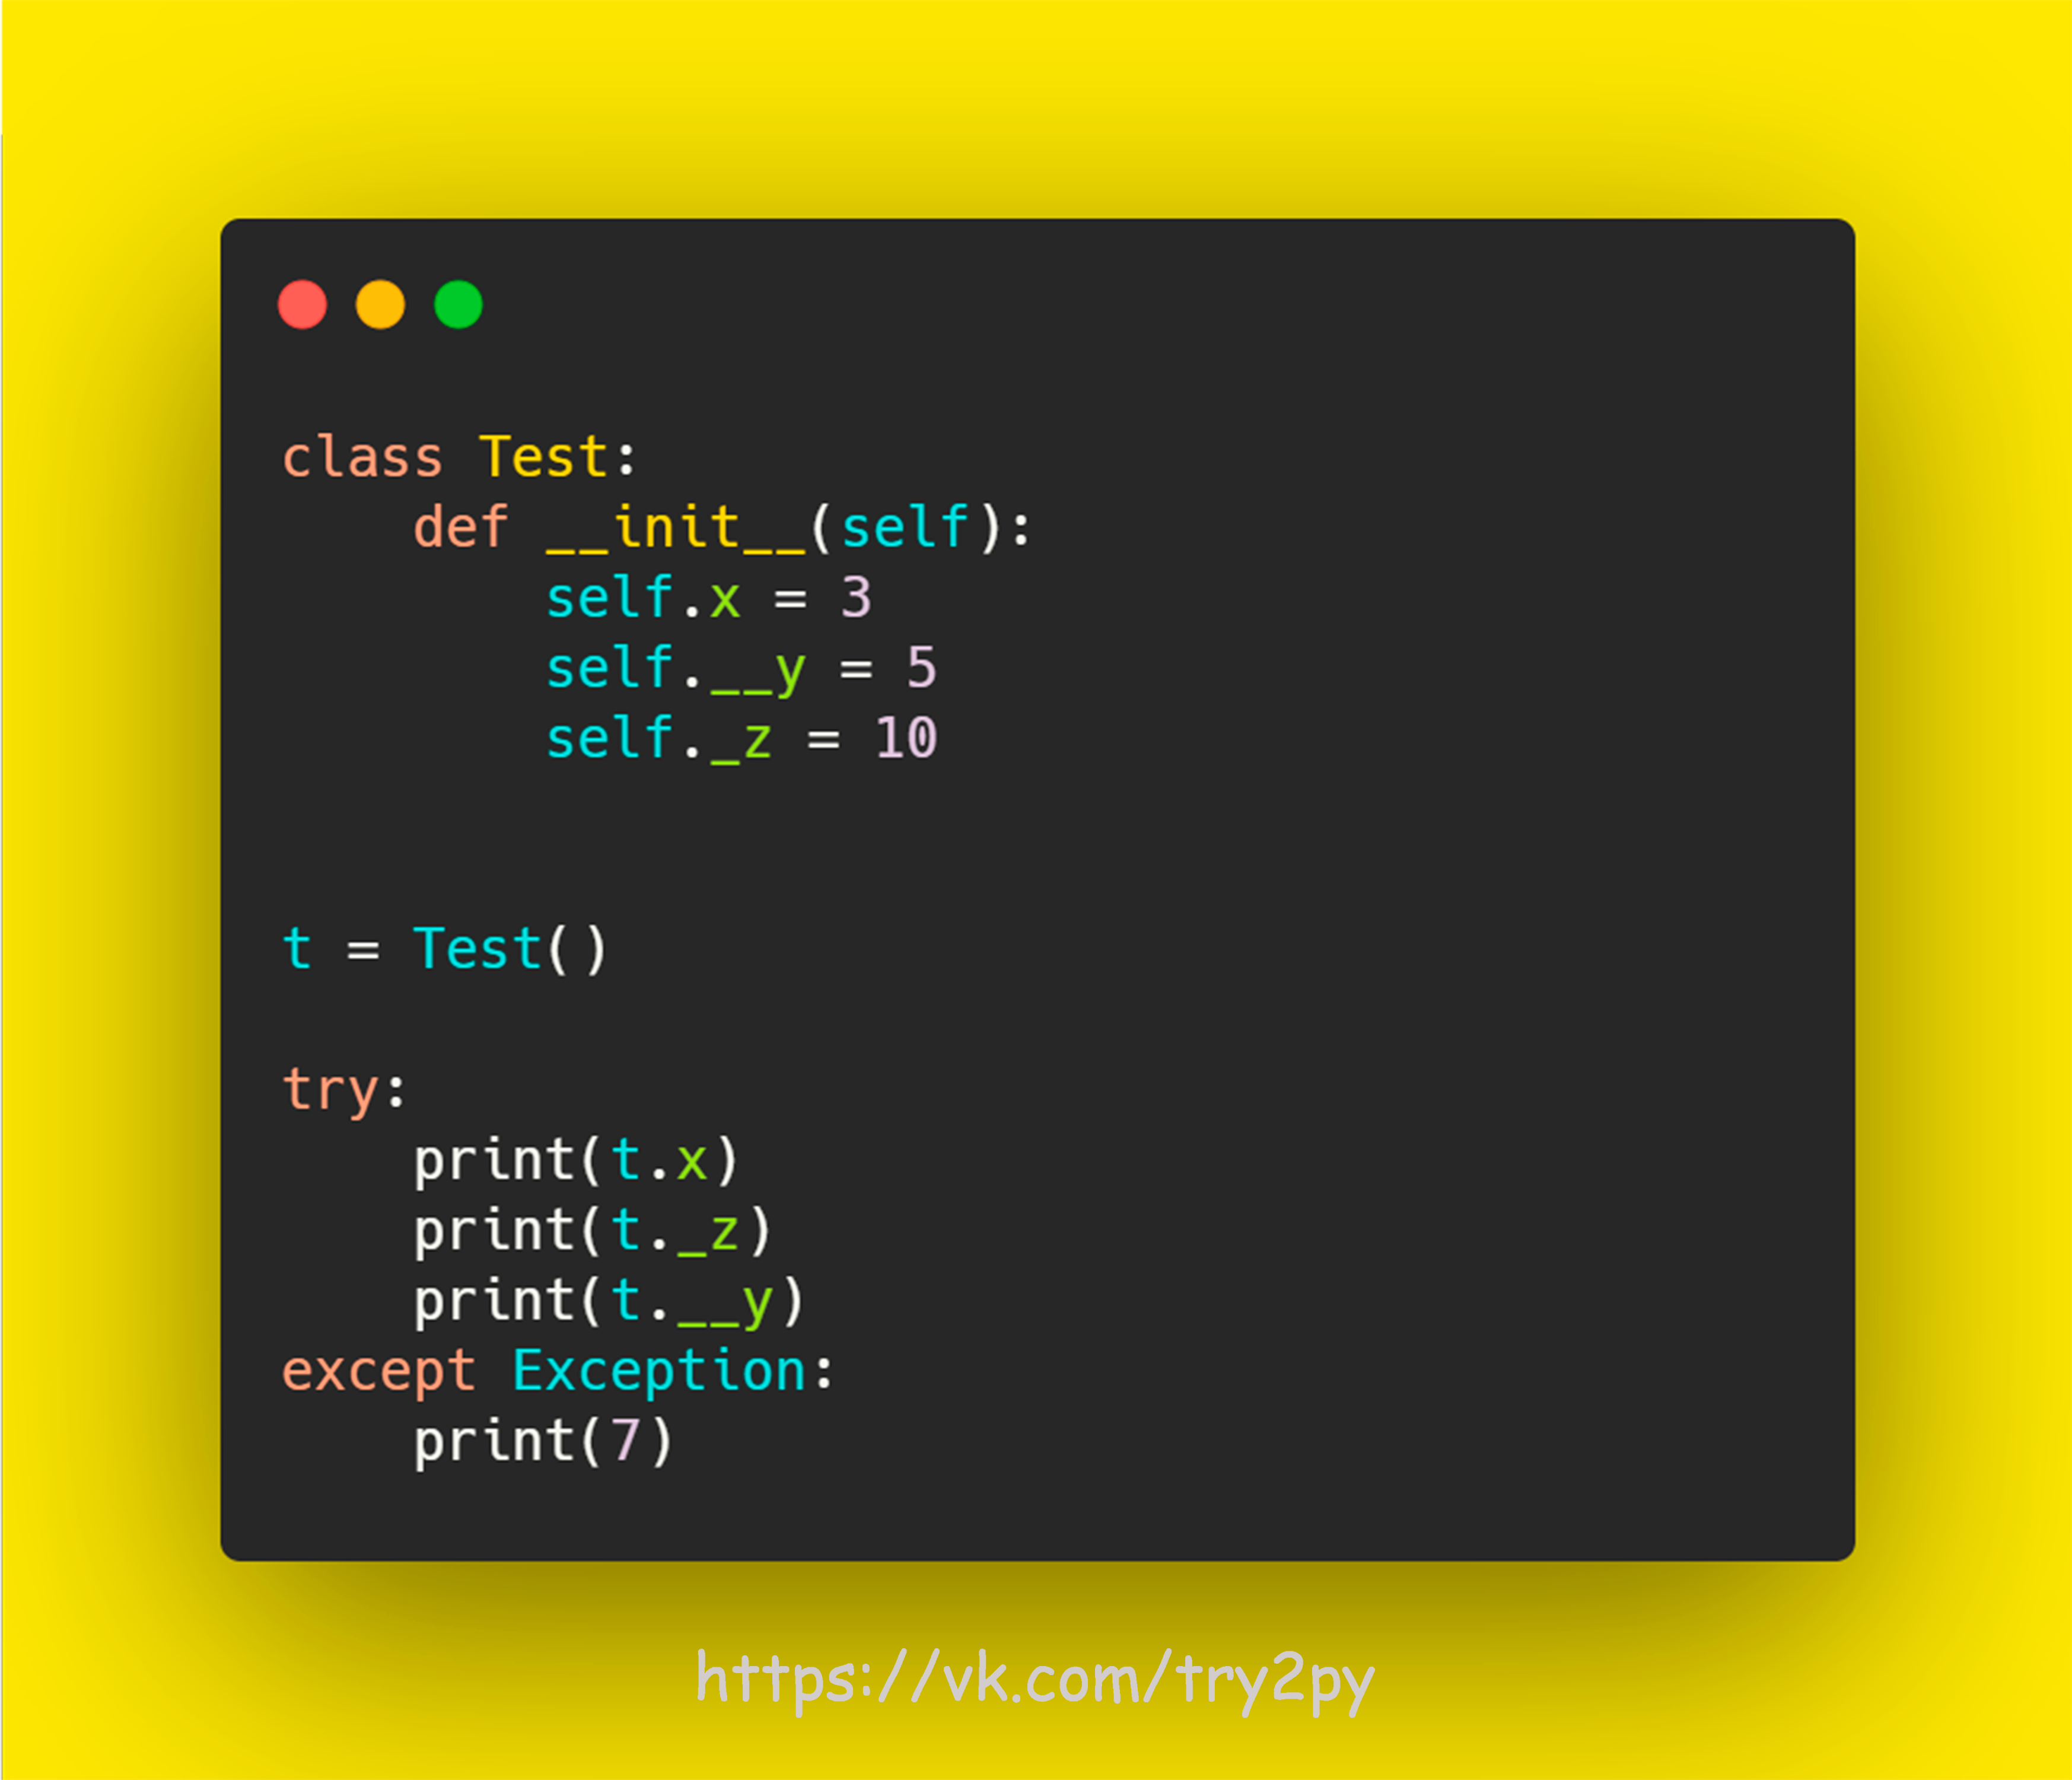 class Test:
    def __init__(self):
        self.x = 3
        self.__y = 5
        self._z = 10
t = Test()
try:
    print(t.x)
    print(t._z)
    print(t.__y)
except Exception:
    print(7)
https://vk.com/try2py